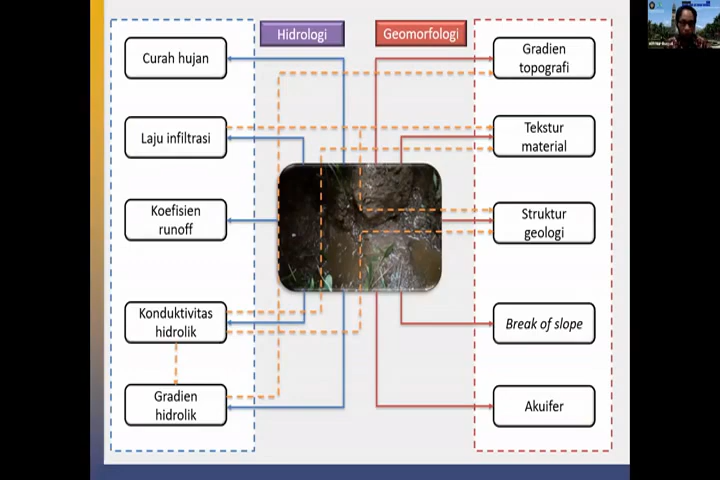 Hidrologi
Geomorfologi
Curah hujan
Laju infiltrasi
Koefisien
runoff
Konduktivitas
hidrolik
Gradien
hidrolik
Gradien
topografi
Tekstur
material
Struktur
geologi
Break of slope
Akuifer